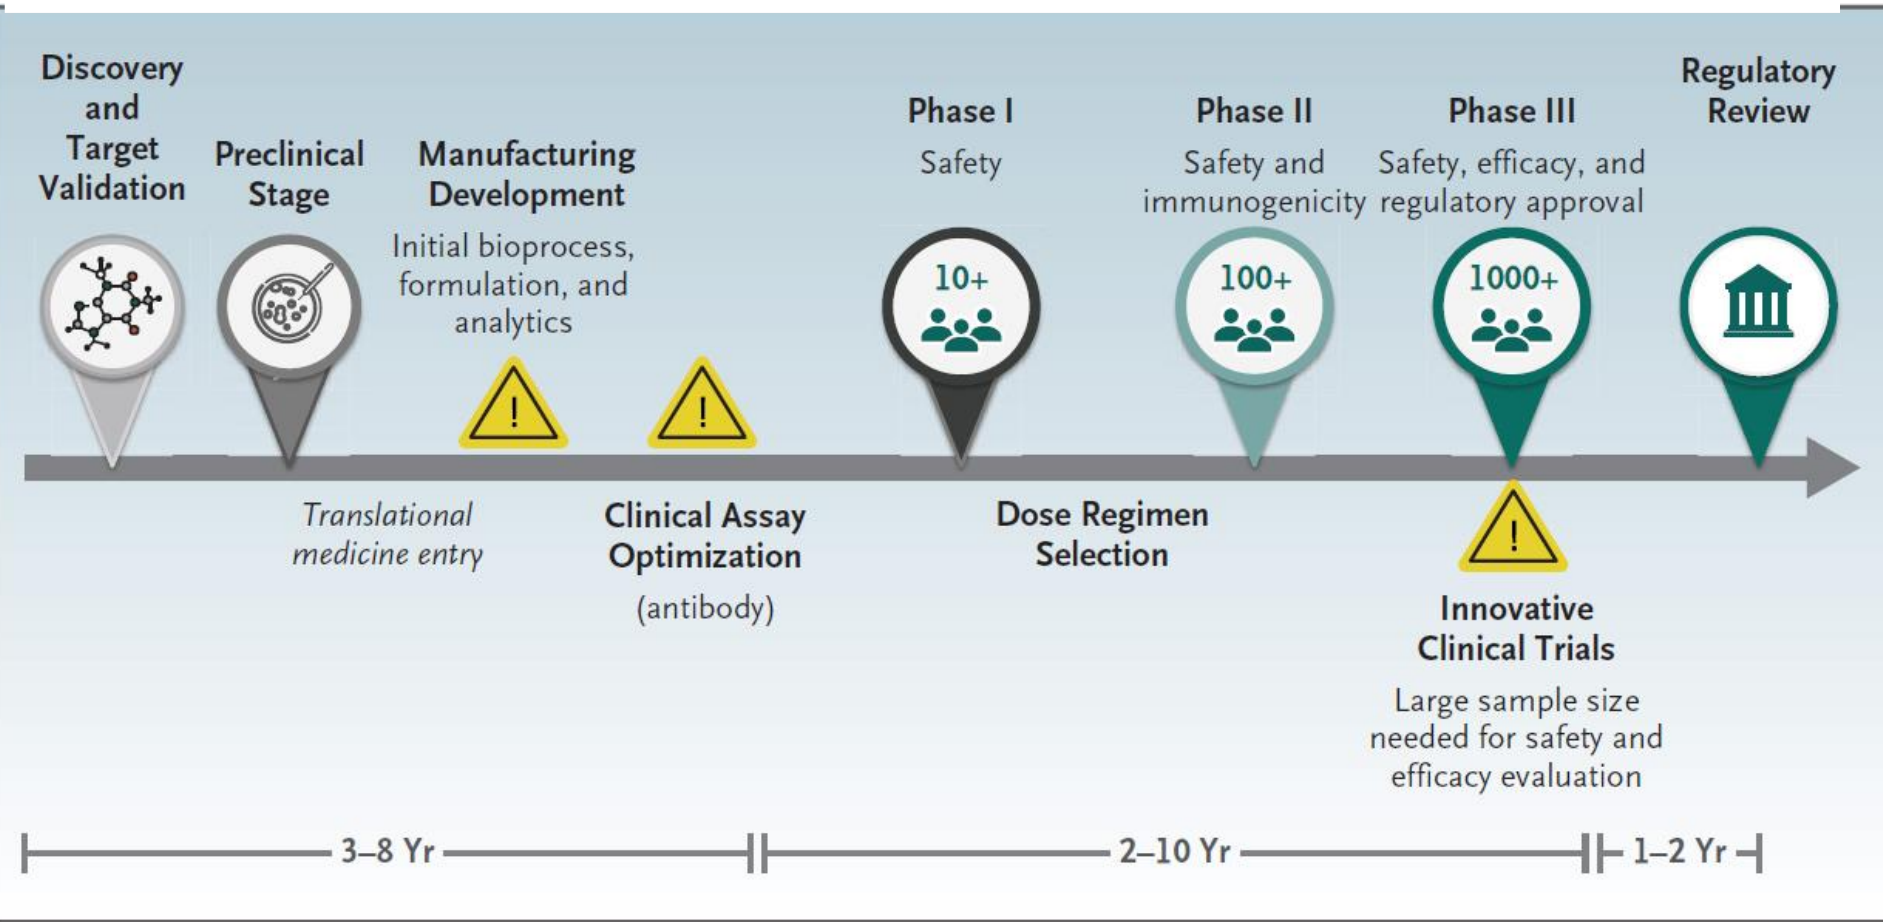 Discovery
and
Target
Validation
Preclinical
Stage
Manufacturing
Development
Initial bioprocess,
formulation, and
analytics
!
!
Phase I
Safety
10+
Phase II
Safety and
immunogenicity
100+
Phase III
Safety, efficacy, and
regulatory approval
1000+
Regulatory
Review
Translational
medicine entry
Clinical Assay
Optimization
(antibody)
Dose Regimen
Selection
!
Innovative
Clinical Trials
Large sample size
needed for safety and
efficacy evaluation
3–8 Yr
2–10 Yr
1–2 Yr